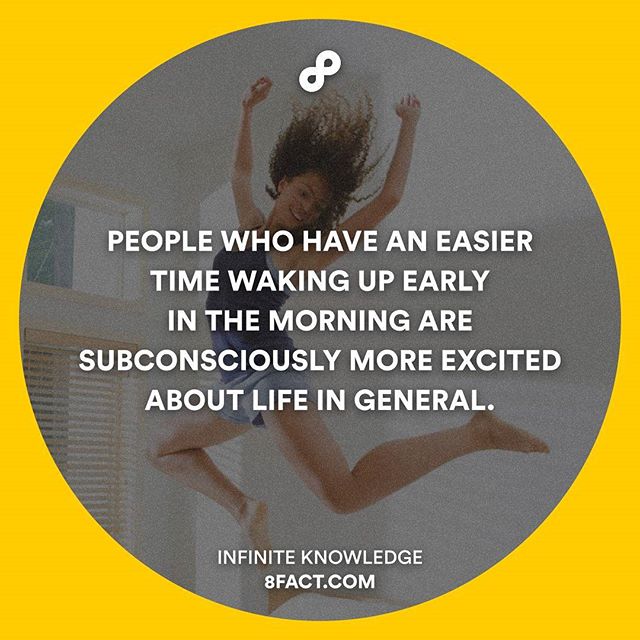 PEOPLE WHO HAVE AN EASIER
TIME WAKING UP EARLY
IN THE MORNING ARE
SUBCONSCIOUSLY MORE EXCITED
ABOUT LIFE IN GENERAL.
INFINITE KNOWLEDGE
8FACT.COM